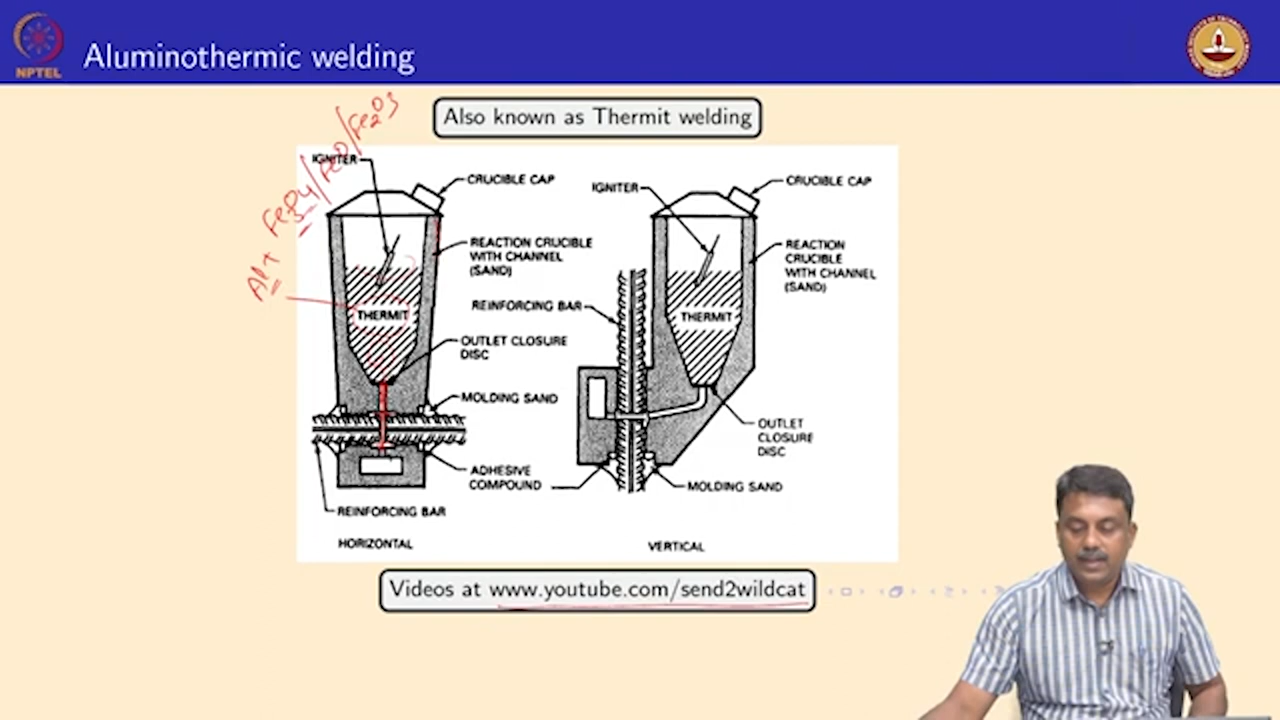 NPTEL
Aluminothermic welding
Also known as Thermit welding
Al + Fe3O4/FeO/Fe2O3
IGNITER
CRUCIBLE CAP
REACTION CRUCIBLE
WITH CHANNEL
(SAND)
THERMIT
OUTLET CLOSURE
DISC
MOLDING SAND
ADHESIVE
COMPOUND
REINFORCING BAR
HORIZONTAL
IGNITER
CRUCIBLE CAP
REACTION
CRUCIBLE
WITH CHANNEL
(SAND)
REINFORCING BAR
THERMIT
OUTLET
CLOSURE
DISC
MOLDING SAND
VERTICAL
Videos at www.youtube.com/send2wildcat